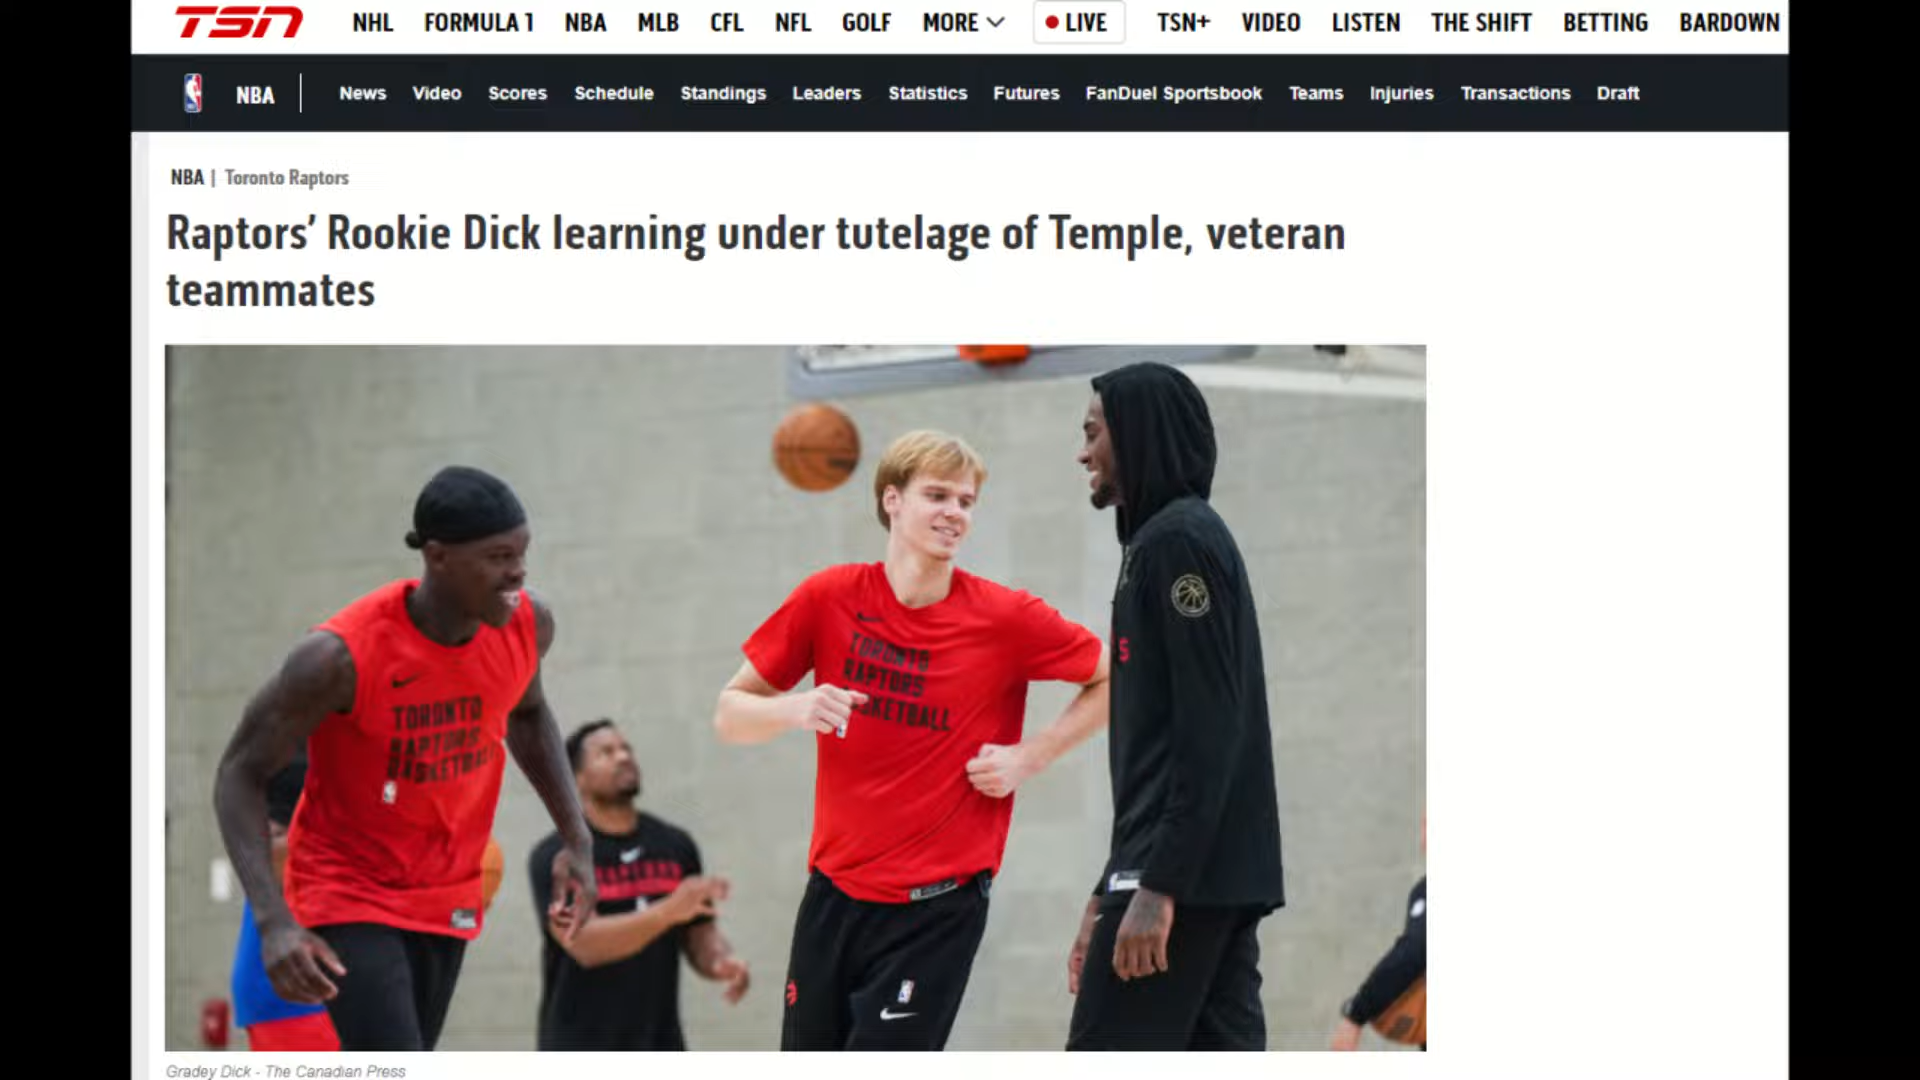 TSN NHL FORMULA 1 NBA MLB CFL NFL GOLF MORE LIVE TSN+ VIDEO LISTEN THE SHIFT BETTING BARDOWN
NBA News Video Scores Schedule Standings Leaders Statistics Futures FanDuel Sportsbook Teams Injuries Transactions Draft
NBA | Toronto Raptors
Raptors’ Rookie Dick learning under tutelage of Temple, veteran
teammates
TORONTO
RAPTORS
BASKETBALL
TORONTO
RAPTORS
SKETBALL
S
Gradey Dick - The Canadian Press